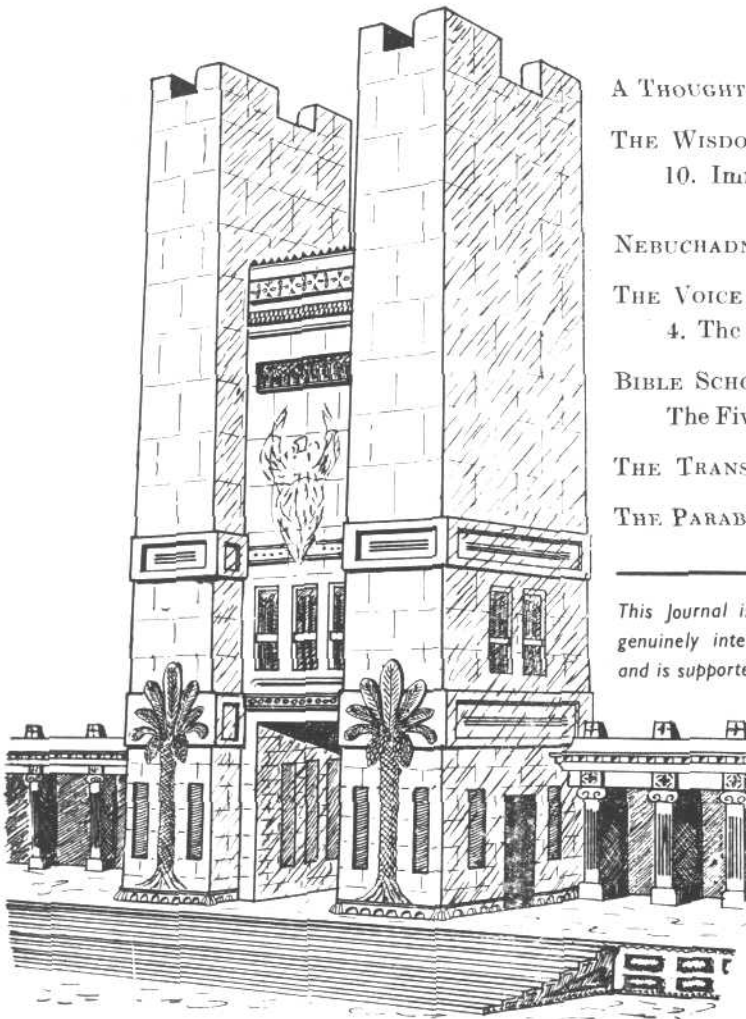 A THOUGHT
THE WISDO
10. Im
NEBUCHADN
THE VOICE
4. The
BIBLE SCHO
The Fiv
THE TRANS
THE PARAB
This Journal i
genuinely inte
and is supporte